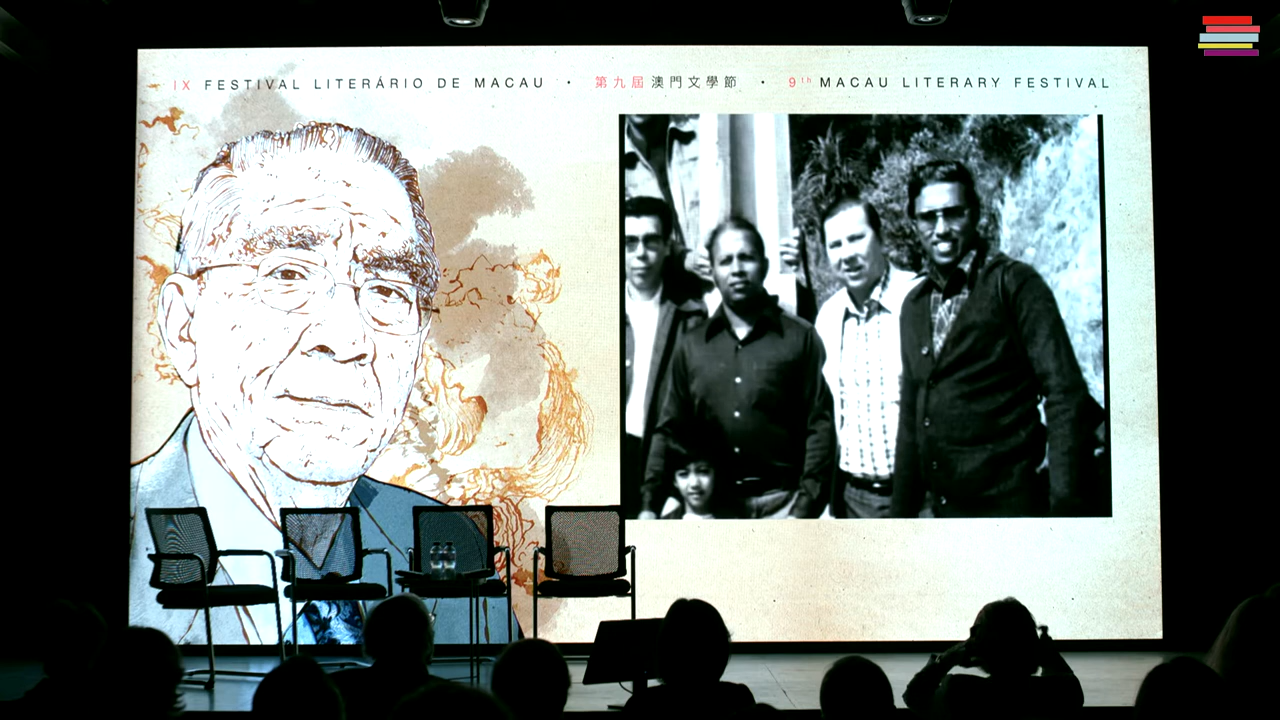 IX FESTIVAL LITERÁRIO DE MACAU • 第九屆澳門文學節 • 9th MACAU LITERARY FESTIVAL